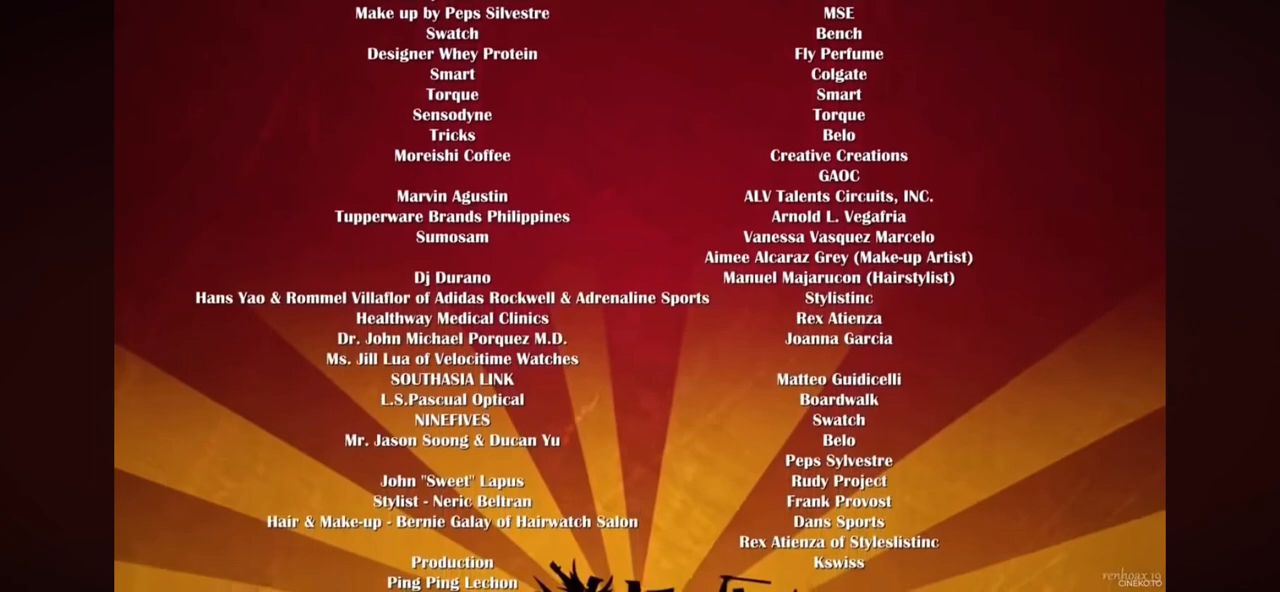 Make up by Peps Silvestre
Swatch
Designer Whey Protein
Smart
Torque
Sensodyne
Tricks
Moreishi Coffee
Marvin Agustin
Tupperware Brands Philippines
Sumosam
Dj Durano
Hans Yao & Rommel Villaflor of Adidas Rockwell & Adrenaline Sports
Healthway Medical Clinics
Dr. John Michael Porquez M.D.
Ms. Jill Lua of Velocitime Watches
SOUTHASIA LINK
L.S.Pascual Optical
NINEFIVES
Mr. Jason Soong & Ducan Yu
John "Sweet" Lapus
Stylist - Neric Beltran
Hair & Make-up - Bernie Galay of Hairwatch Salon
Production
Ping Ping Lechon
MSE
Bench
Fly Perfume
Colgate
Smart
Torque
Belo
Creative Creations
GAOC
ALV Talents Circuits, INC.
Arnold L. Vegafria
Vanessa Vasquez Marcelo
Aimee Alcaraz Grey (Make-up Artist)
Manuel Majarucon (Hairstylist)
Stylistinc
Rex Atienza
Joanna Garcia
Matteo Guidicelli
Boardwalk
Swatch
Belo
Peps Sylvestre
Rudy Project
Frank Provost
Dans Sports
Rex Atienza of Styleslistinc
Kswiss
renhoax 19
CINEKO.TO